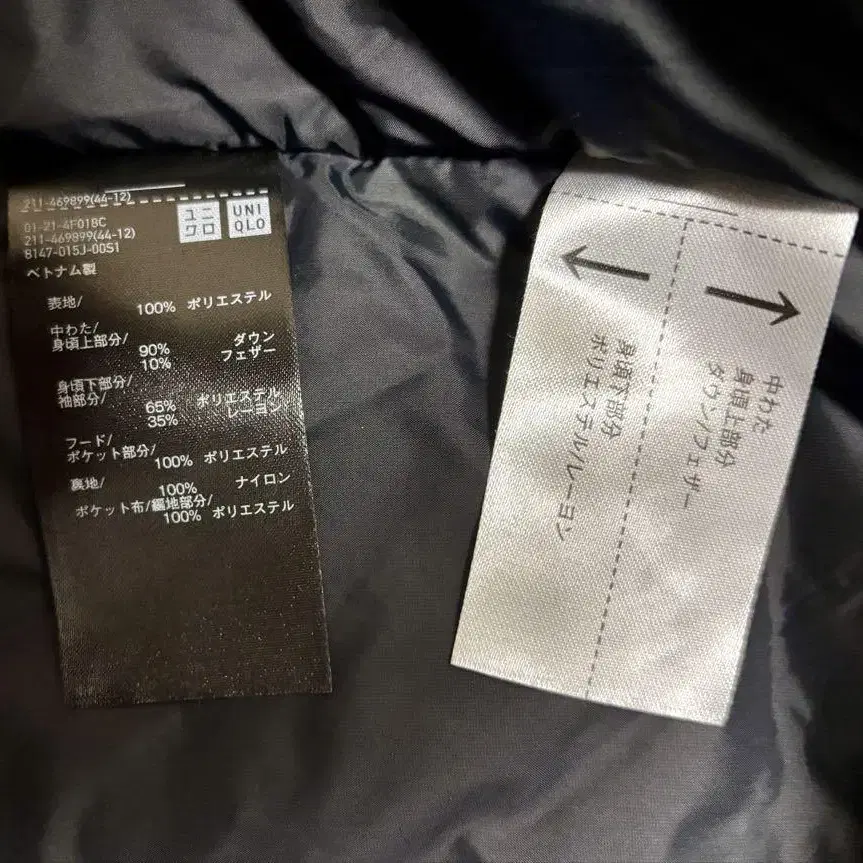 211-469899(44-12)
01-21-4F018C
211-469899(44-12)
8147-015J-00S1
ユニクロ
UNIQLO
ベトナム製
表地/
100% ポリエステル
中わた/
身頃上部分/
90% ダウン
10% フェザー
身頃下部分/
袖部分/
65% ポリエステル
35% レーヨン
フード/
ポケット部分/
100% ポリエステル
裏地/
100% ナイロン
ポケット布/編地部分/
100% ポリエステル
中わた
身頃上部分
ダウン/フェザー
身頃下部分
ポリエステル/レーヨン